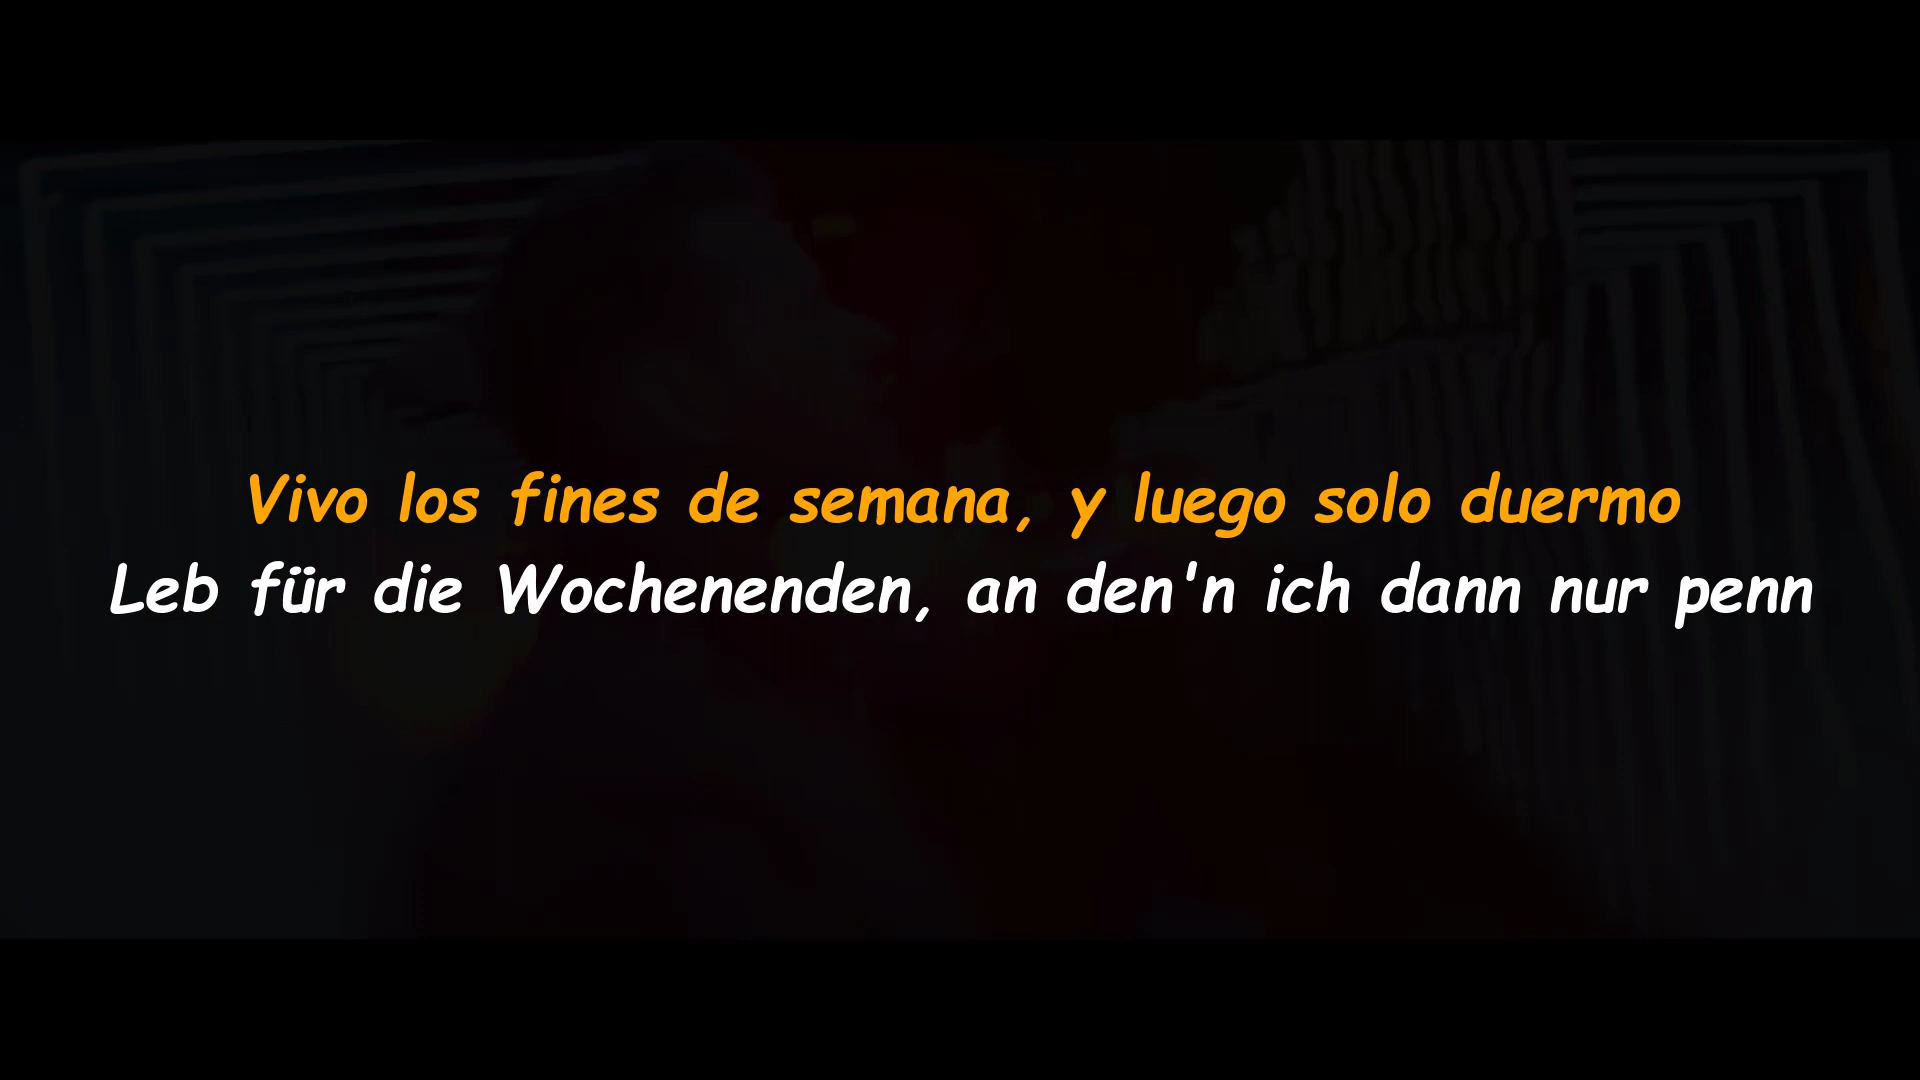 Vivo los fines de semana, y luego solo duermo
Leb für die Wochenenden, an den'n ich dann nur penn